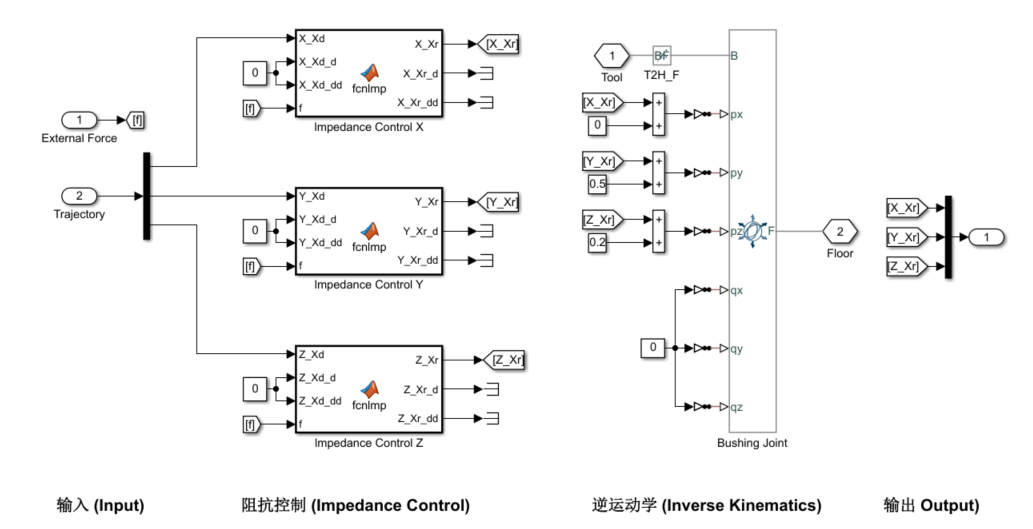 X_Xd
X_Xd_d
X_Xd_dd
f
0
[f]
fcnImp
X_Xr
X_Xr_d
X_Xr_dd
[X_Xr]
Impedance Control X
1
External Force
[f]
2
Trajectory
Y_Xd
Y_Xd_d
Y_Xd_dd
f
0
[f]
fcnImp
Y_Xr
Y_Xr_d
Y_Xr_dd
[Y_Xr]
Impedance Control Y
Z_Xd
Z_Xd_d
Z_Xd_dd
f
0
[f]
fcnImp
Z_Xr
Z_Xr_d
Z_Xr_dd
[Z_Xr]
Impedance Control Z
1
Tool
T2H_F
B
[X_Xr]
0
+
+
px
[Y_Xr]
0.5
+
+
py
[Z_Xr]
0.2
+
+
pz
F
2
Floor
0
qx
qy
qz
Bushing Joint
[X_Xr]
[Y_Xr]
[Z_Xr]
1
输入 (Input)
阻抗控制 (Impedance Control)
逆运动学 (Inverse Kinematics)
输出 Output)